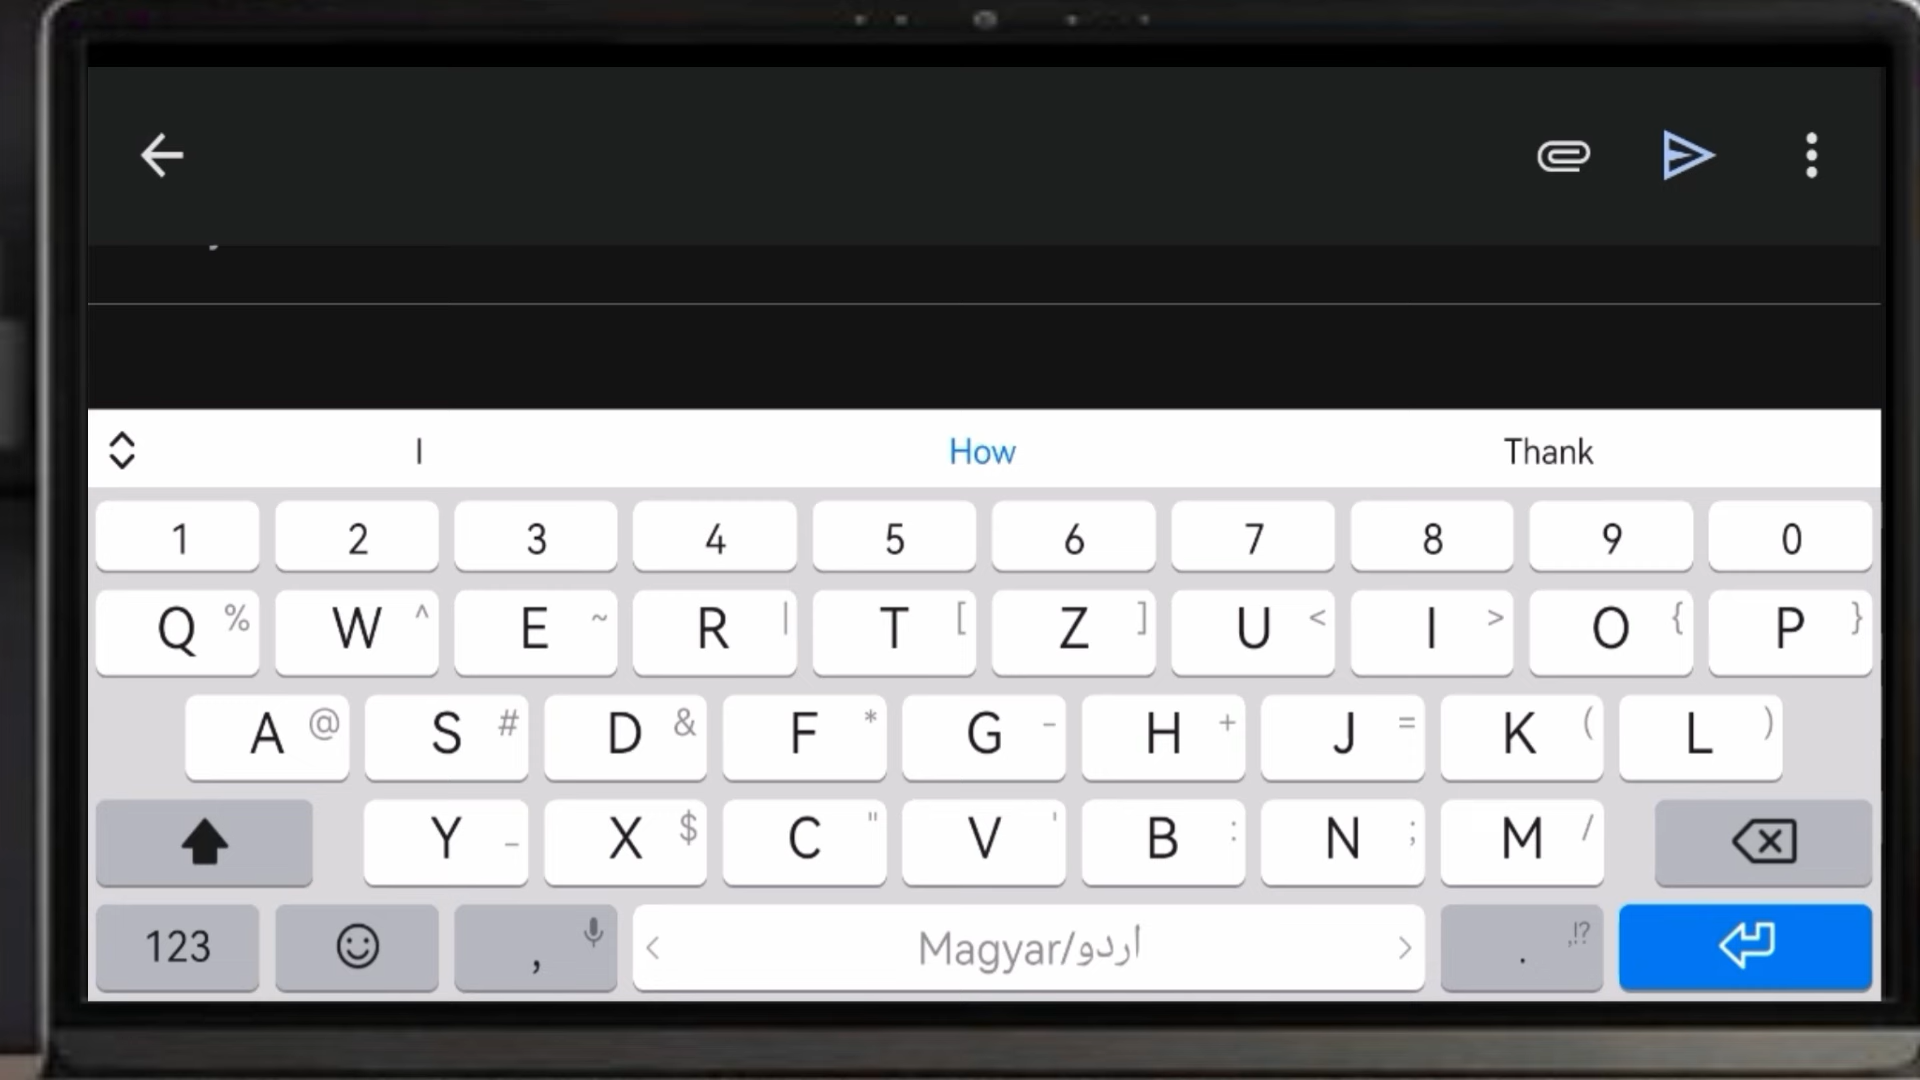 I How Thank
1 2 3 4 5 6 7 8 9 0
Q % W ^ E ~ R | T [ Z ] U < I > O { P }
A @ S # D & F * G - H + J = K ( L )
Y _ X $ C " V ' B : N ; M /
123 , < Magyar/اردو > . ,!?